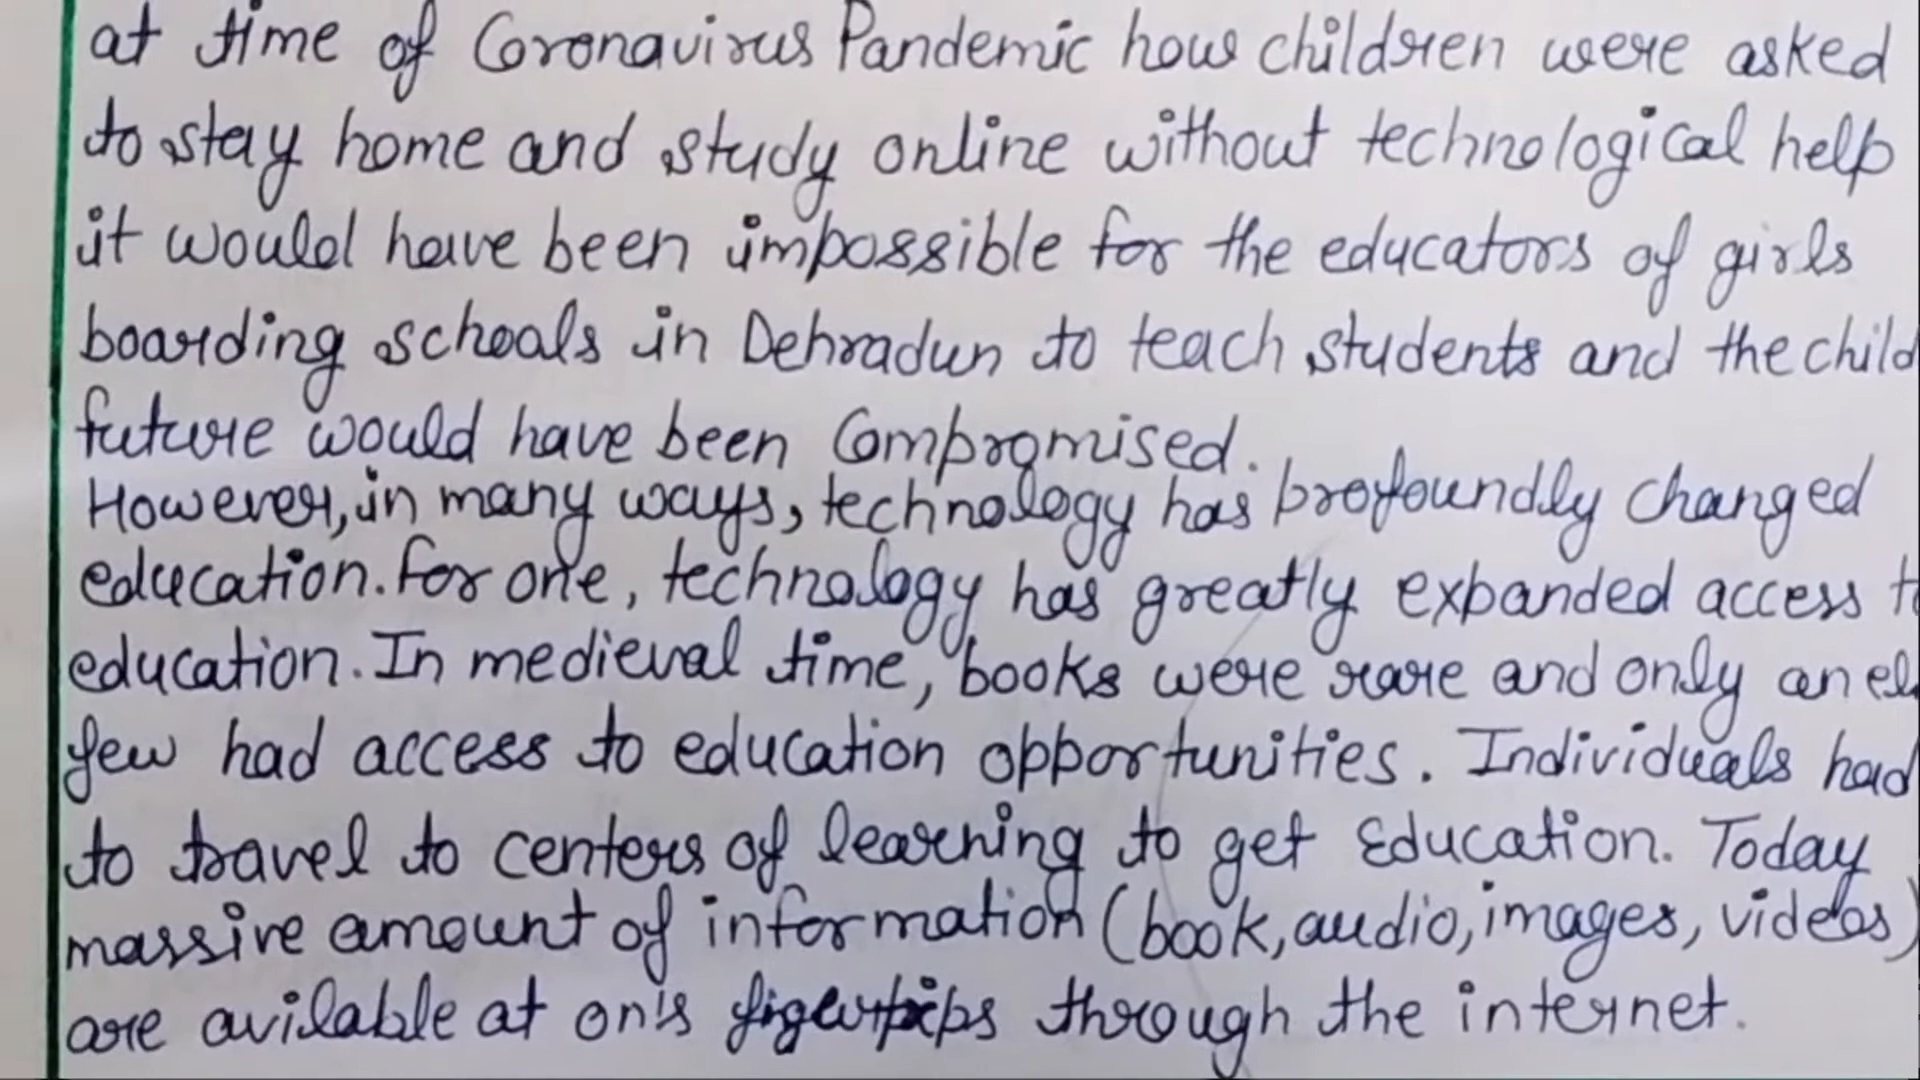 at time of Coronavirus Pandemic how children were asked
to stay home and study online without technological help
it would have been impossible for the educators of girls
boarding schools in Dehradun to teach students and the child
future would have been Compromised.
However, in many ways, technology has profoundly changed
education. For one, technology has greatly expanded access t
education. In medieval time, books were rare and only an el
few had access to education opportunities. Individuals had
to travel to centers of learning to get Education. Today
massive amount of information (book, audio, images, videos)
are avilable at on's figertips through the internet.